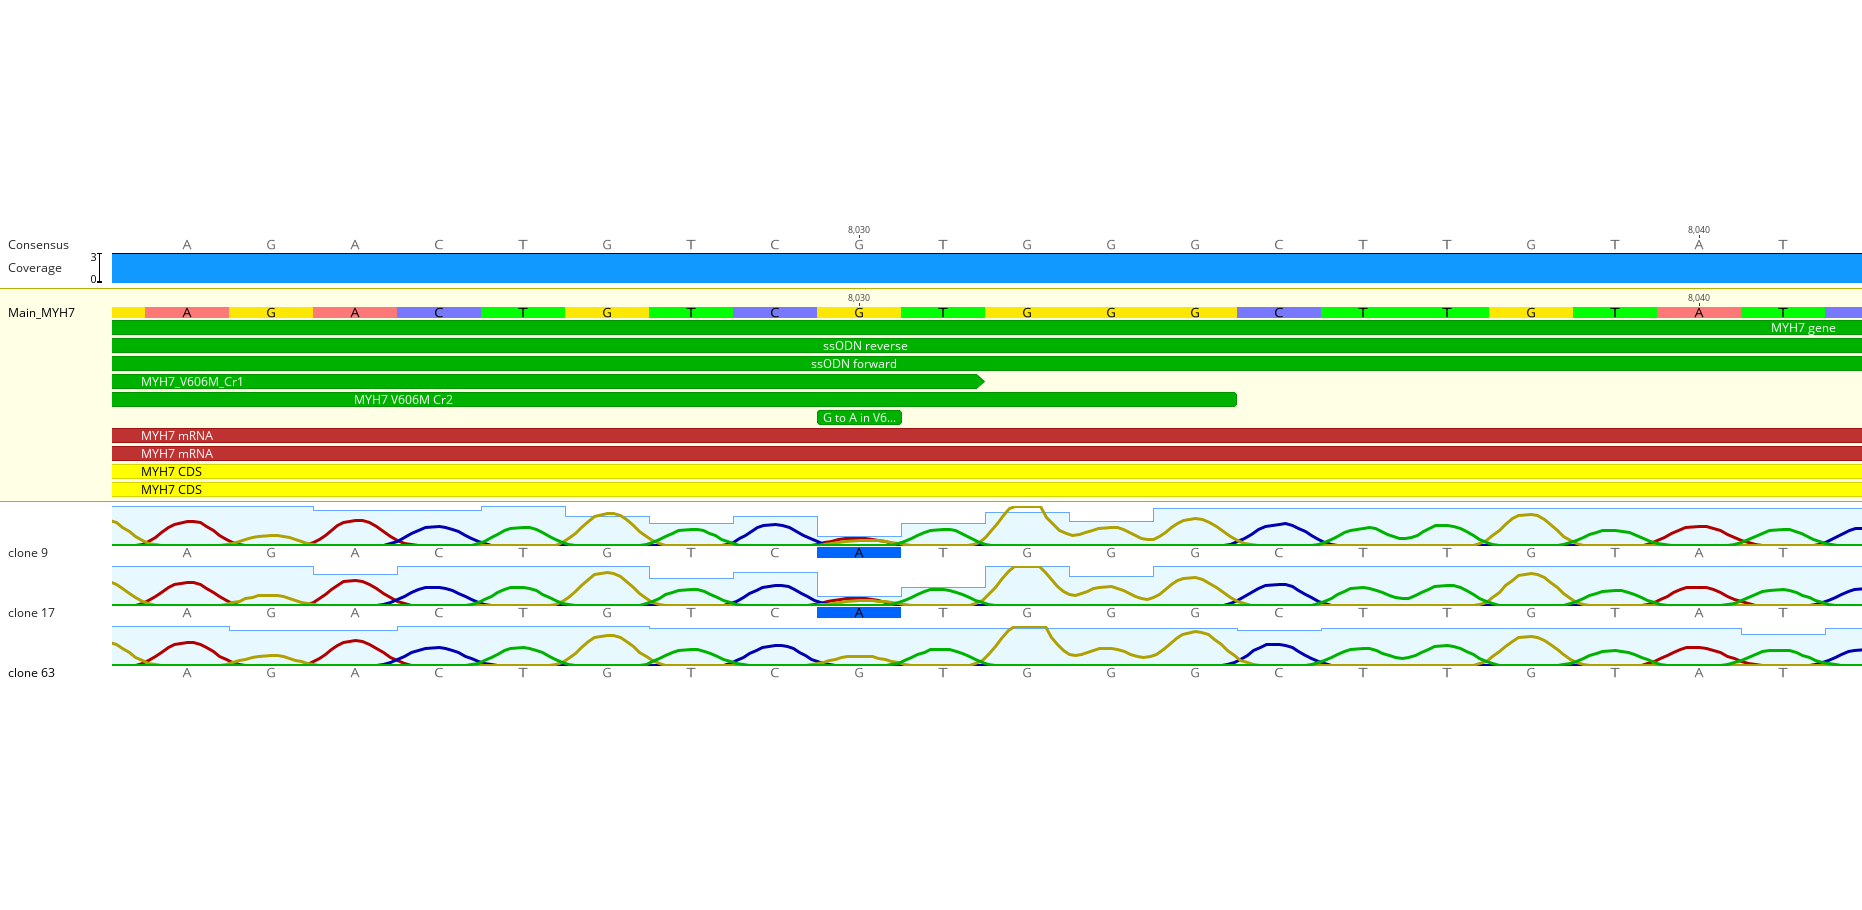 8,030 8,040
Consensus A G A C T G T C G T G G G C T T G T A T
3
Coverage
0
8,030 8,040
Main_MYH7 A G A C T G T C G T G G G C T T G T A T
MYH7 gene
ssODN reverse
ssODN forward
MYH7_V606M_Cr1
MYH7 V606M Cr2
G to A in V6...
MYH7 mRNA
MYH7 mRNA
MYH7 CDS
MYH7 CDS
clone 9 A G A C T G T C A T G G G C T T G T A T
clone 17 A G A C T G T C A T G G G C T T G T A T
clone 63 A G A C T G T C G T G G G C T T G T A T